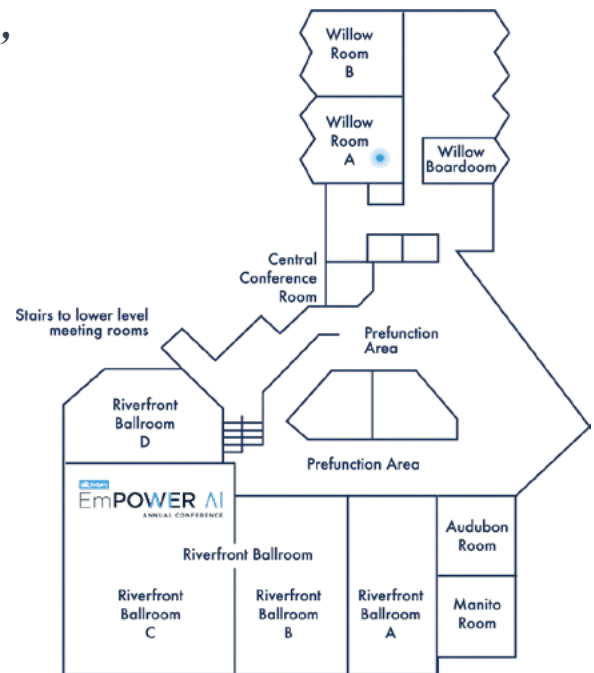 ,
Willow
Room
B
Willow
Room
A
Willow
Boardoom
Central
Conference
Room
Stairs to lower level
meeting rooms
Prefunction
Area
Riverfront
Ballroom
D
Prefunction Area
EmPOWER AI
ANNUAL CONFERENCE
Audubon
Room
Riverfront Ballroom
Riverfront
Ballroom
C
Riverfront
Ballroom
B
Riverfront
Ballroom
A
Manito
Room